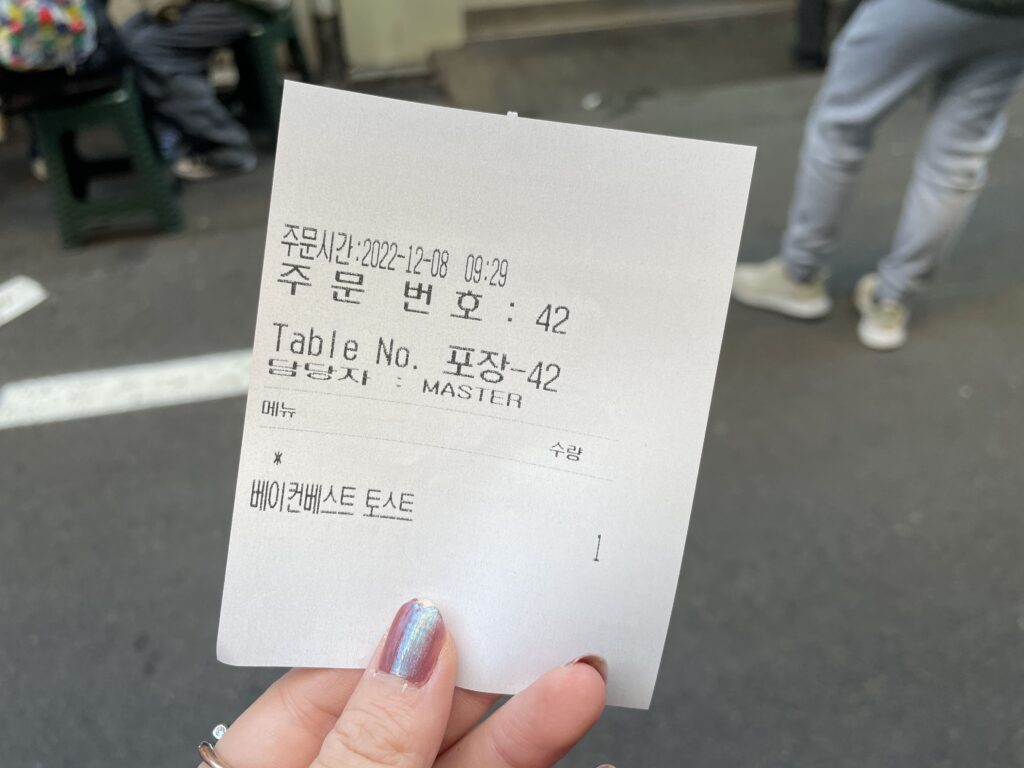 주문시간:2022-12-08 09:29
주 문 번 호 : 42
Table No. 포장-42
담당자 : MASTER
메뉴 수량
*
베이컨베스트 토스트
1